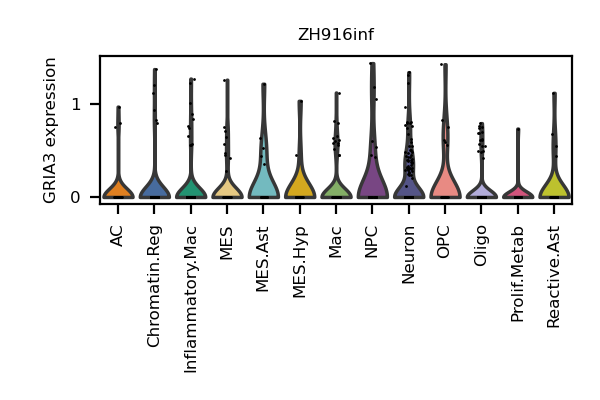 ZH916inf
GRIA3 expression
1
0
AC
Chromatin.Reg
Inflammatory.Mac
MES
MES.Ast
MES.Hyp
Mac
NPC
Neuron
OPC
Oligo
Prolif.Metab
Reactive.Ast